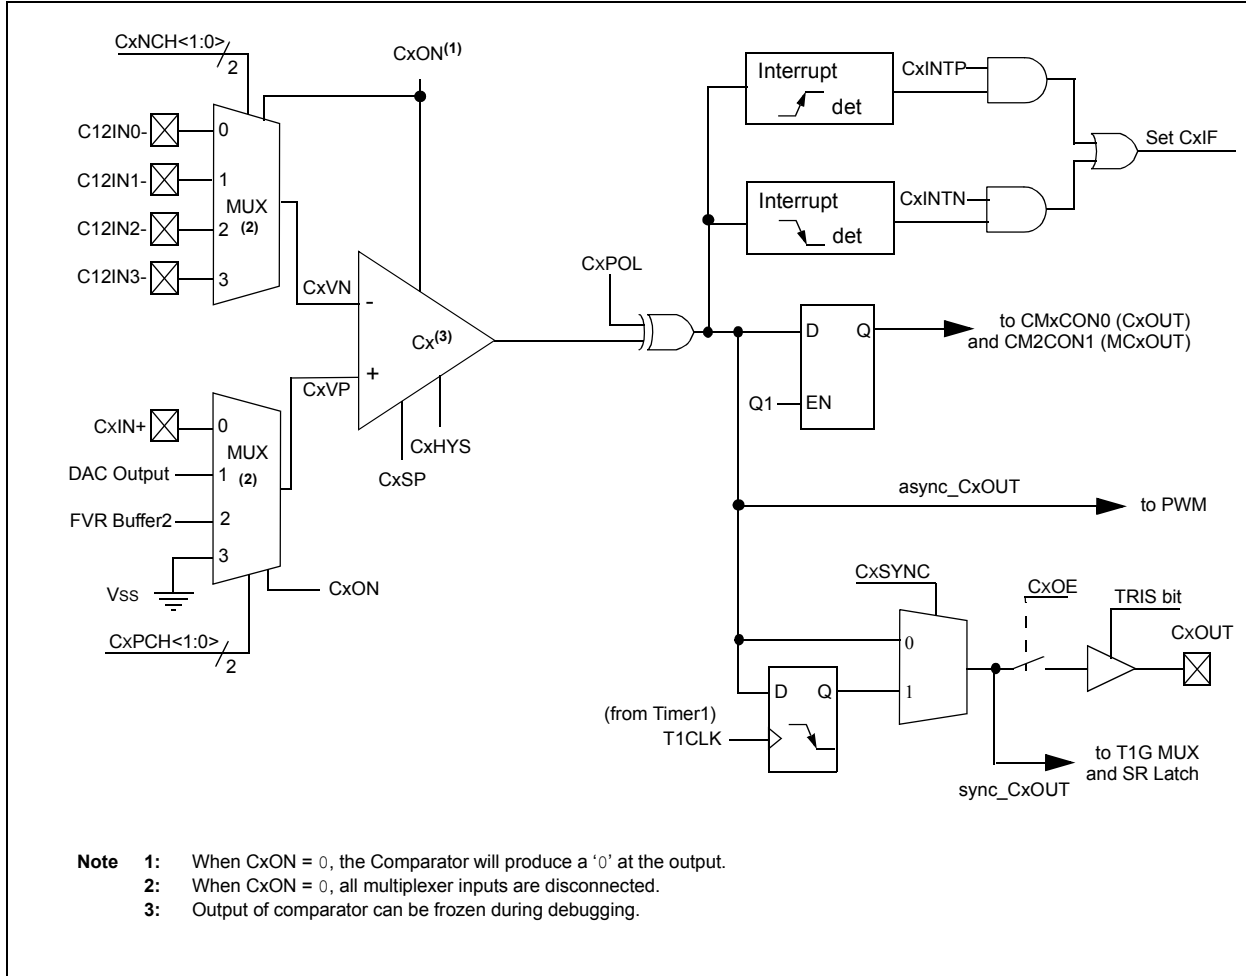 CxNCH<1:0>
2
CxON(1)
C12IN0-
0
C12IN1-
1
MUX
(2)
C12IN2-
2
C12IN3-
3
CxVN
-
Cx(3)
+
CxVP
CxHYS
CxSP
CxIN+
0
MUX
(2)
DAC Output
1
FVR Buffer2
2
3
Vss
CxON
CxPCH<1:0>
2
Interrupt
det
CxINTP
Set CxIF
Interrupt
det
CxINTN
CxPOL
D
Q
Q1
EN
to CMxCON0 (CxOUT)
and CM2CON1 (MCxOUT)
async_CxOUT
to PWM
CxSYNC
CxOE
TRIS bit
CxOUT
0
1
D
Q
(from Timer1)
T1CLK
to T1G MUX
and SR Latch
sync_CxOUT
Note 1: When CxON = 0, the Comparator will produce a ‘0’ at the output.
2: When CxON = 0, all multiplexer inputs are disconnected.
3: Output of comparator can be frozen during debugging.